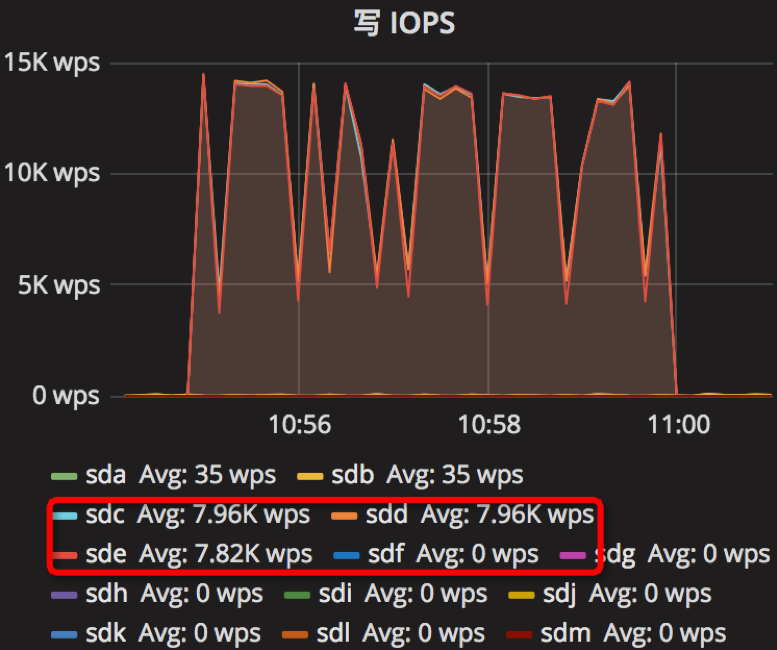 写 IOPS
15K wps
10K wps
5K wps
0 wps
10:56 10:58 11:00
sda Avg: 35 wps sdb Avg: 35 wps
sdc Avg: 7.96K wps sdd Avg: 7.96K wps
sde Avg: 7.82K wps sdf Avg: 0 wps sdg Avg: 0 wps
sdh Avg: 0 wps sdi Avg: 0 wps sdj Avg: 0 wps
sdk Avg: 0 wps sdl Avg: 0 wps sdm Avg: 0 wps